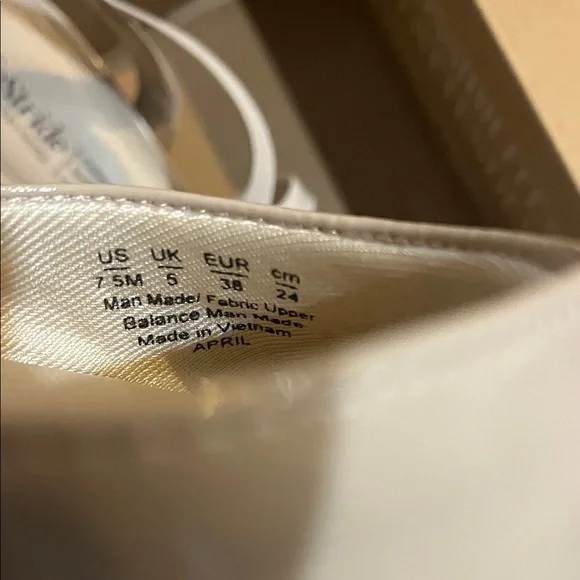 Stride
US UK EUR cm
7.5M 5 38 24
Man Made/ Fabric Upper
Balance Man Made
Made in Vietnam
APRIL